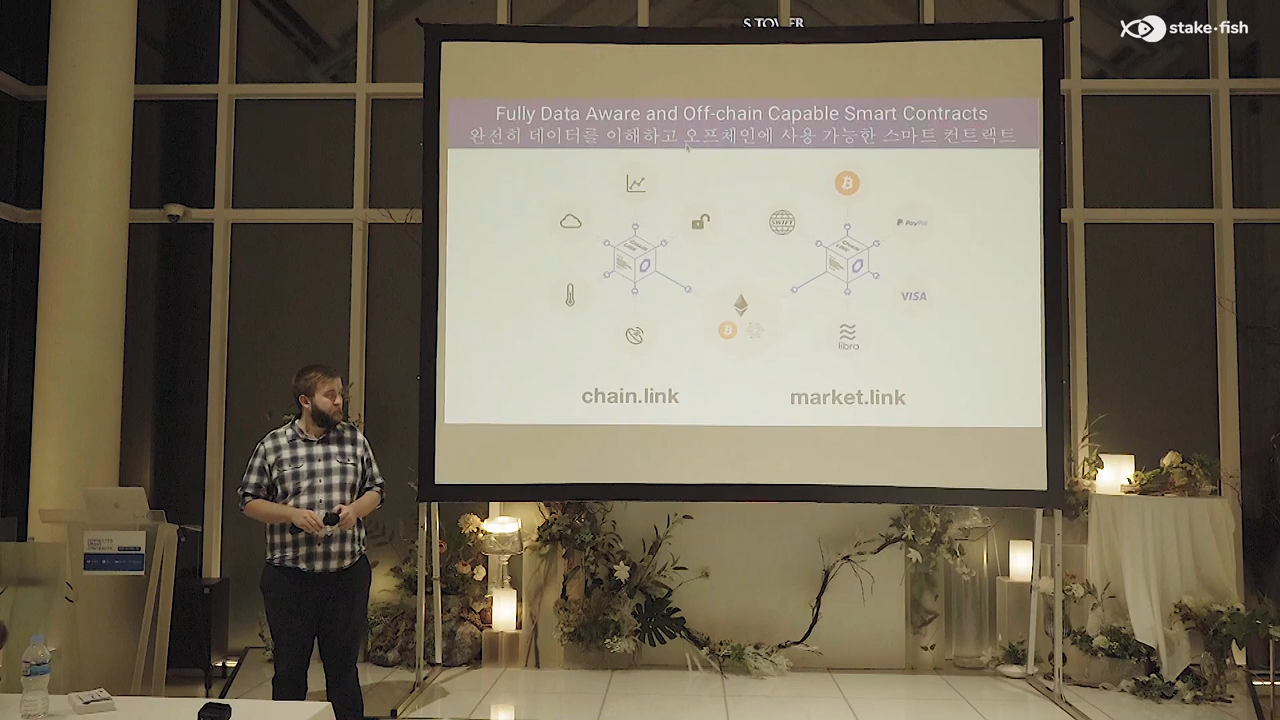 S TOWER
stake·fish
Fully Data Aware and Off-chain Capable Smart Contracts
완전히 데이터를 이해하고 오프체인에 사용 가능한 스마트 컨트랙트
SWIFT
PayPal
VISA
libra
chain.link
market.link